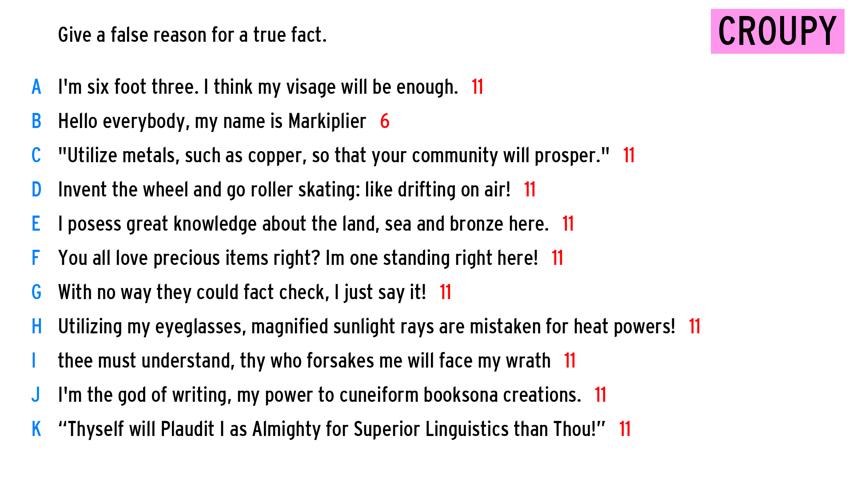 CROUPY
Give a false reason for a true fact.
A I'm six foot three. I think my visage will be enough. 11
B Hello everybody, my name is Markiplier 6
C "Utilize metals, such as copper, so that your community will prosper." 11
D Invent the wheel and go roller skating: like drifting on air! 11
E I posess great knowledge about the land, sea and bronze here. 11
F You all love precious items right? Im one standing right here! 11
G With no way they could fact check, I just say it! 11
H Utilizing my eyeglasses, magnified sunlight rays are mistaken for heat powers! 11
I thee must understand, thy who forsakes me will face my wrath 11
J I'm the god of writing, my power to cuneiform booksona creations. 11
K “Thyself will Plaudit I as Almighty for Superior Linguistics than Thou!” 11